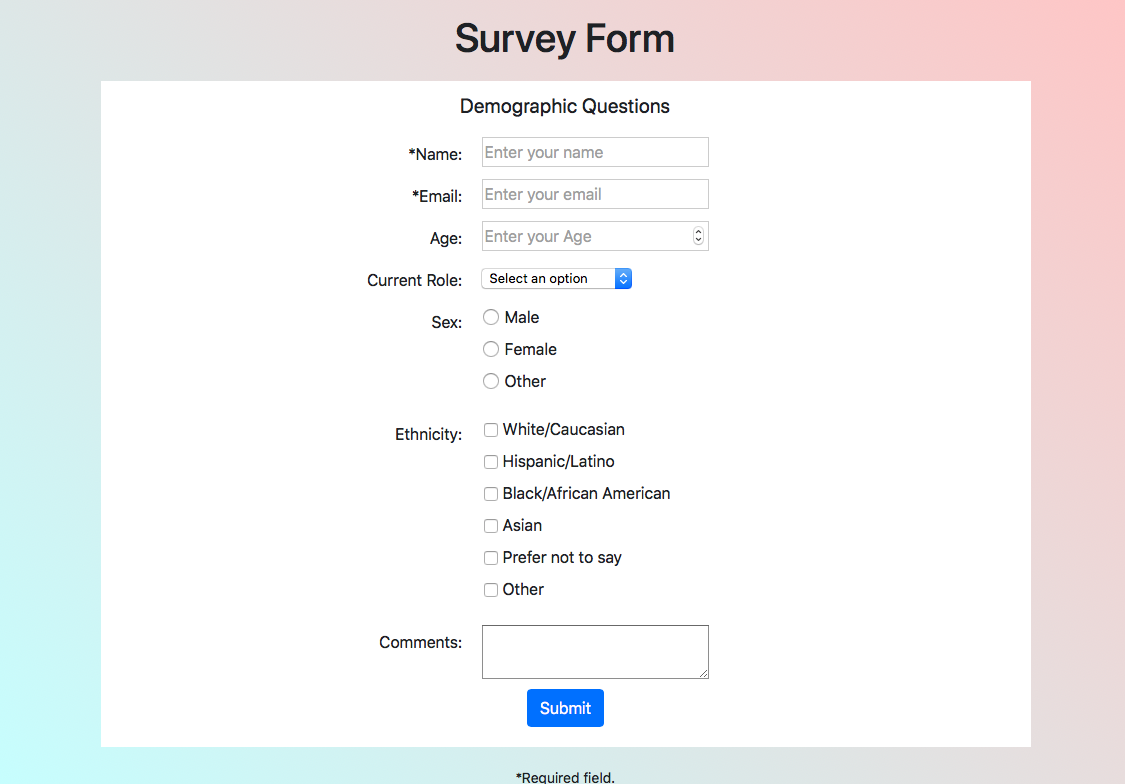 Survey Form
Demographic Questions
*Name: Enter your name
*Email: Enter your email
Age: Enter your Age
Current Role: Select an option
Sex: Male
Female
Other
Ethnicity: White/Caucasian
Hispanic/Latino
Black/African American
Asian
Prefer not to say
Other
Comments:
Submit
*Required field.